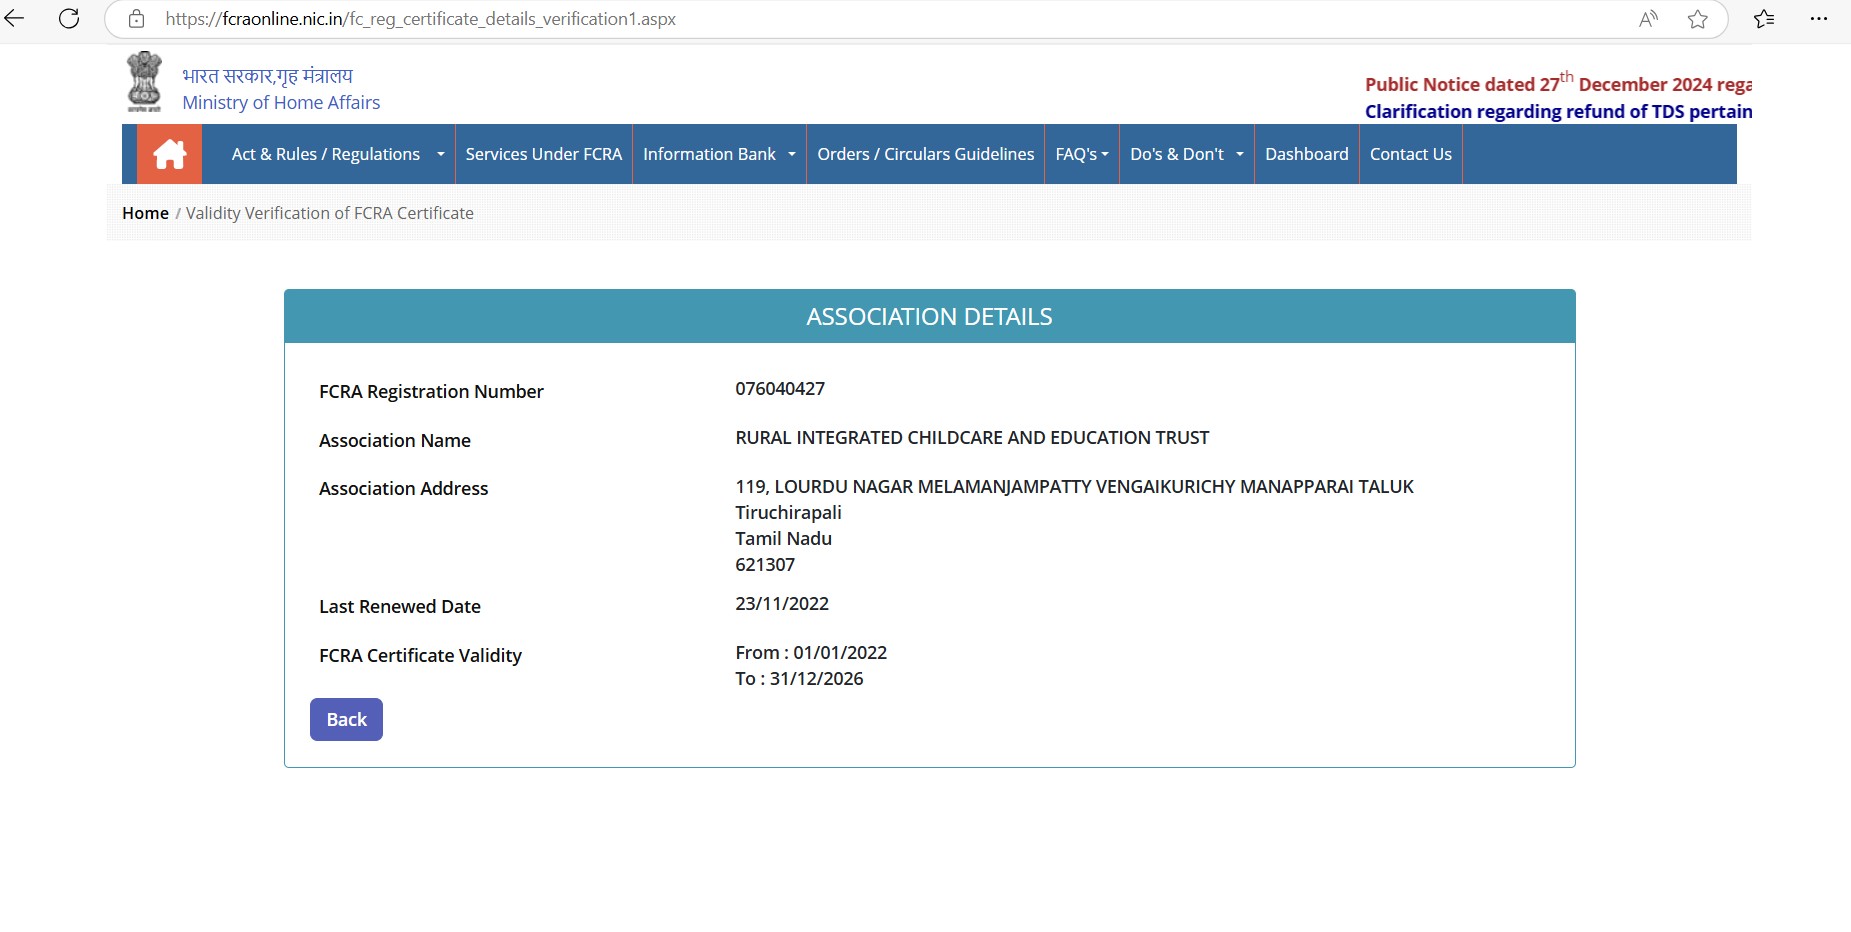 https://fcraonline.nic.in/fc_reg_certificate_details_verification1.aspx
भारत सरकार,गृह मंत्रालय
Ministry of Home Affairs
Public Notice dated 27th December 2024 rega
Clarification regarding refund of TDS pertain
Act & Rules / Regulations Services Under FCRA Information Bank Orders / Circulars Guidelines FAQ's Do's & Don't Dashboard Contact Us
Home / Validity Verification of FCRA Certificate
ASSOCIATION DETAILS
FCRA Registration Number 076040427
Association Name RURAL INTEGRATED CHILDCARE AND EDUCATION TRUST
Association Address 119, LOURDU NAGAR MELAMANJAMPATTY VENGAIKURICHY MANAPPARAI TALUK
Tiruchirapali
Tamil Nadu
621307
Last Renewed Date 23/11/2022
FCRA Certificate Validity From : 01/01/2022
To : 31/12/2026
Back